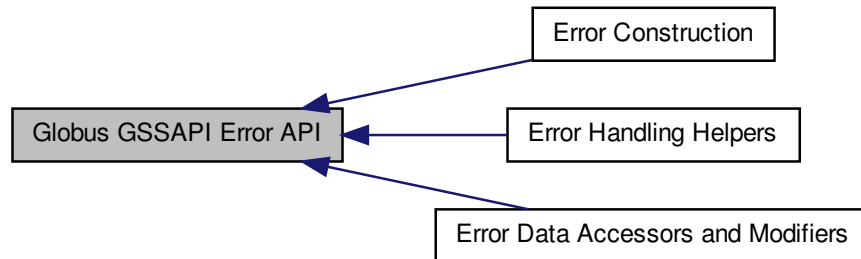 Error Construction
Globus GSSAPI Error API
Error Handling Helpers
Error Data Accessors and Modifiers